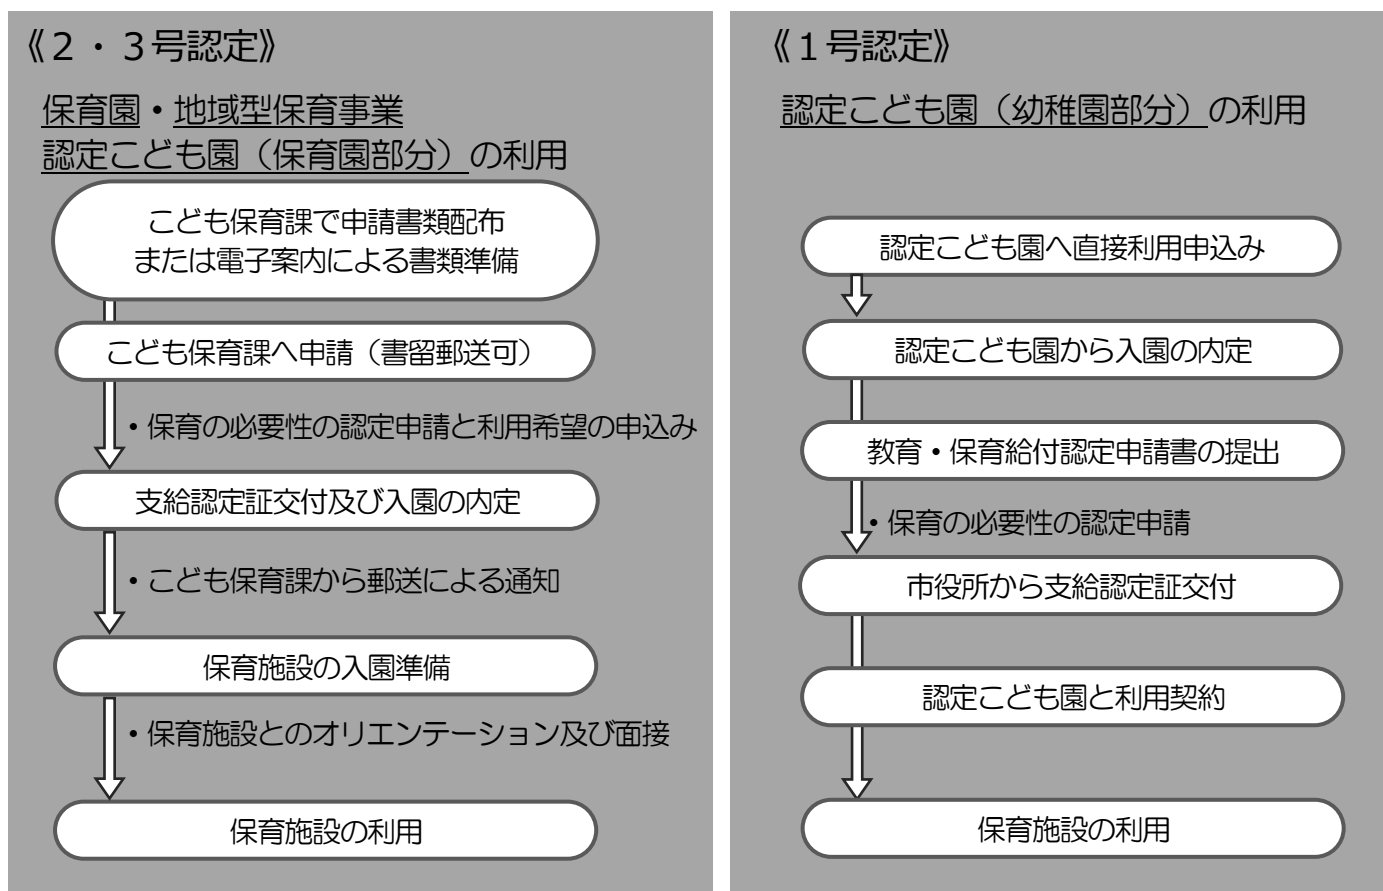 《２・３号認定》
保育園・地域型保育事業
認定こども園（保育園部分）の利用
こども保育課で申請書類配布
または電子案内による書類準備
こども保育課へ申請（書留郵送可）
・保育の必要性の認定申請と利用希望の申込み
支給認定証交付及び入園の内定
・こども保育課から郵送による通知
保育施設の入園準備
・保育施設とのオリエンテーション及び面接
保育施設の利用
《１号認定》
認定こども園（幼稚園部分）の利用
認定こども園へ直接利用申込み
認定こども園から入園の内定
教育・保育給付認定申請書の提出
・保育の必要性の認定申請
市役所から支給認定証交付
認定こども園と利用契約
保育施設の利用